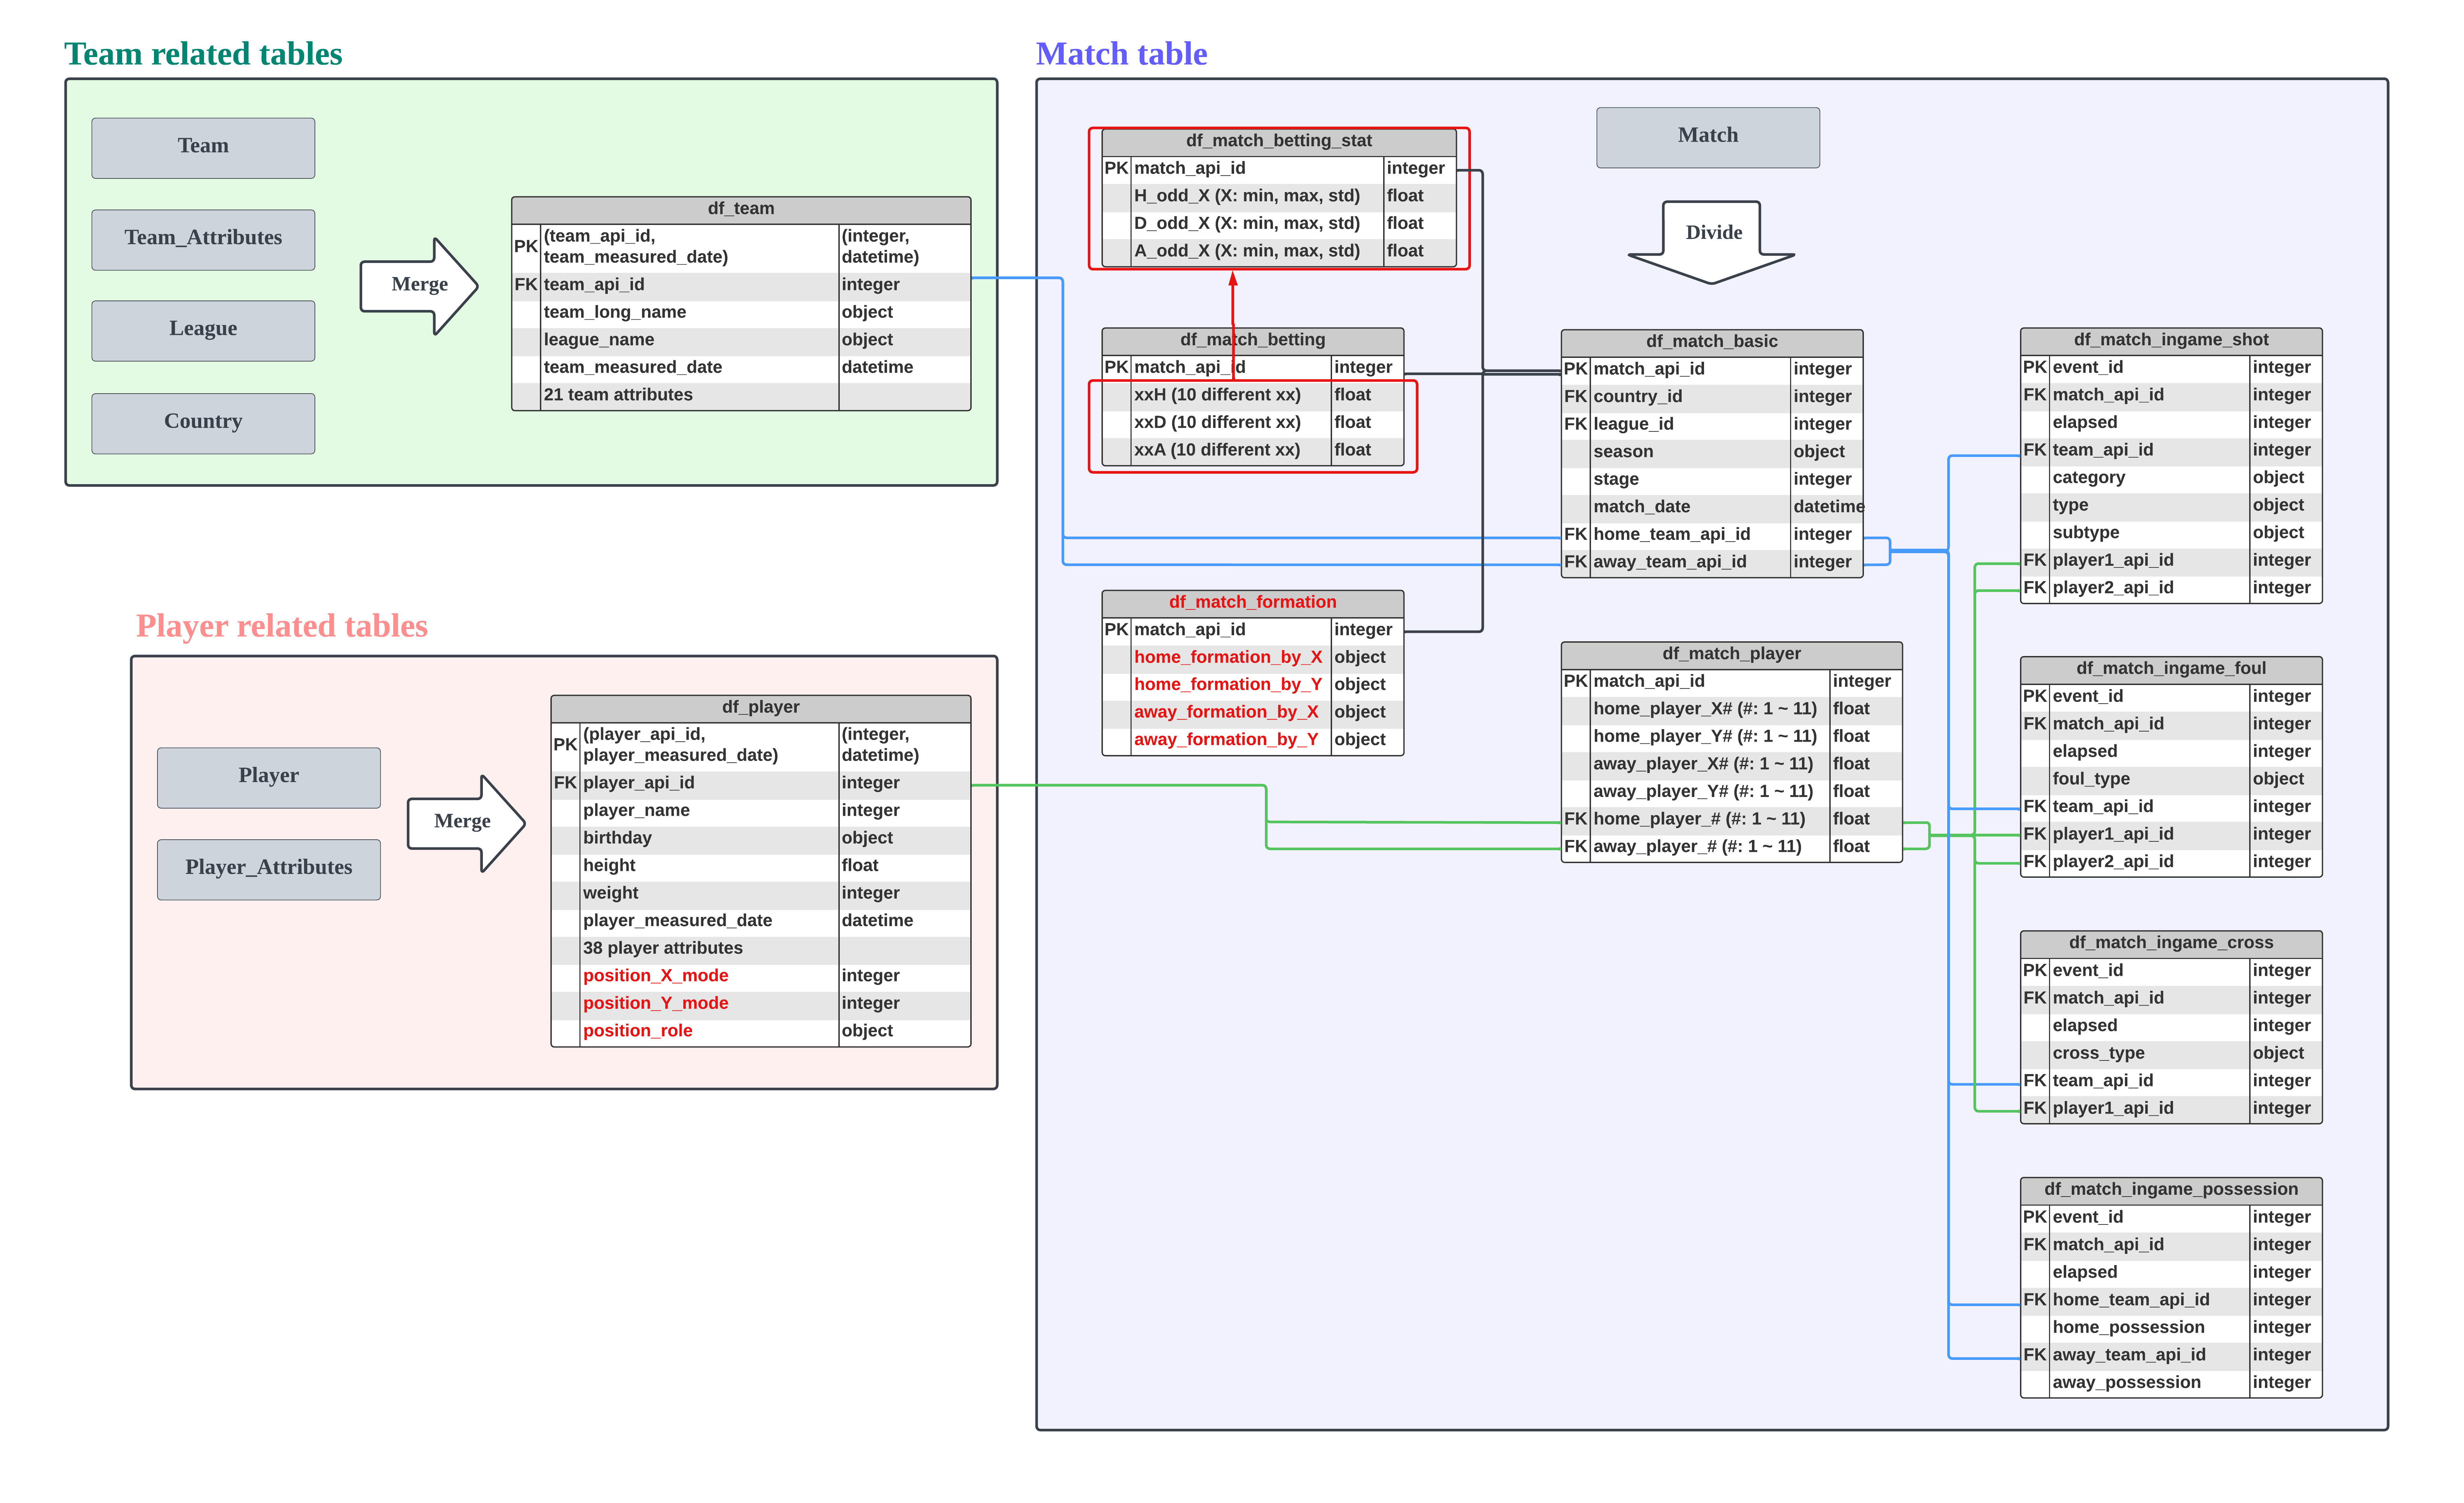 Team related tables
Team
Team_Attributes
League
Country
Merge
df_team
PK (team_api_id, team_measured_date) (integer, datetime)
FK team_api_id integer
team_long_name object
league_name object
team_measured_date datetime
21 team attributes
Player related tables
Player
Player_Attributes
Merge
df_player
PK (player_api_id, player_measured_date) (integer, datetime)
FK player_api_id integer
player_name integer
birthday object
height float
weight integer
player_measured_date datetime
38 player attributes
position_X_mode integer
position_Y_mode integer
position_role object
Match table
df_match_betting_stat
PK match_api_id integer
H_odd_X (X: min, max, std) float
D_odd_X (X: min, max, std) float
A_odd_X (X: min, max, std) float
df_match_betting
PK match_api_id integer
xxH (10 different xx) float
xxD (10 different xx) float
xxA (10 different xx) float
df_match_formation
PK match_api_id integer
home_formation_by_X object
home_formation_by_Y object
away_formation_by_X object
away_formation_by_Y object
Match
Divide
df_match_basic
PK match_api_id integer
FK country_id integer
FK league_id integer
season object
stage integer
match_date datetime
FK home_team_api_id integer
FK away_team_api_id integer
df_match_player
PK match_api_id integer
home_player_X# (#: 1 ~ 11) float
home_player_Y# (#: 1 ~ 11) float
away_player_X# (#: 1 ~ 11) float
away_player_Y# (#: 1 ~ 11) float
FK home_player_# (#: 1 ~ 11) float
FK away_player_# (#: 1 ~ 11) float
df_match_ingame_shot
PK event_id integer
FK match_api_id integer
elapsed integer
FK team_api_id integer
category object
type object
subtype object
FK player1_api_id integer
FK player2_api_id integer
df_match_ingame_foul
PK event_id integer
FK match_api_id integer
elapsed integer
foul_type object
FK team_api_id integer
FK player1_api_id integer
FK player2_api_id integer
df_match_ingame_cross
PK event_id integer
FK match_api_id integer
elapsed integer
cross_type object
FK team_api_id integer
FK player1_api_id integer
df_match_ingame_possession
PK event_id integer
FK match_api_id integer
elapsed integer
FK home_team_api_id integer
home_possession integer
FK away_team_api_id integer
away_possession integer